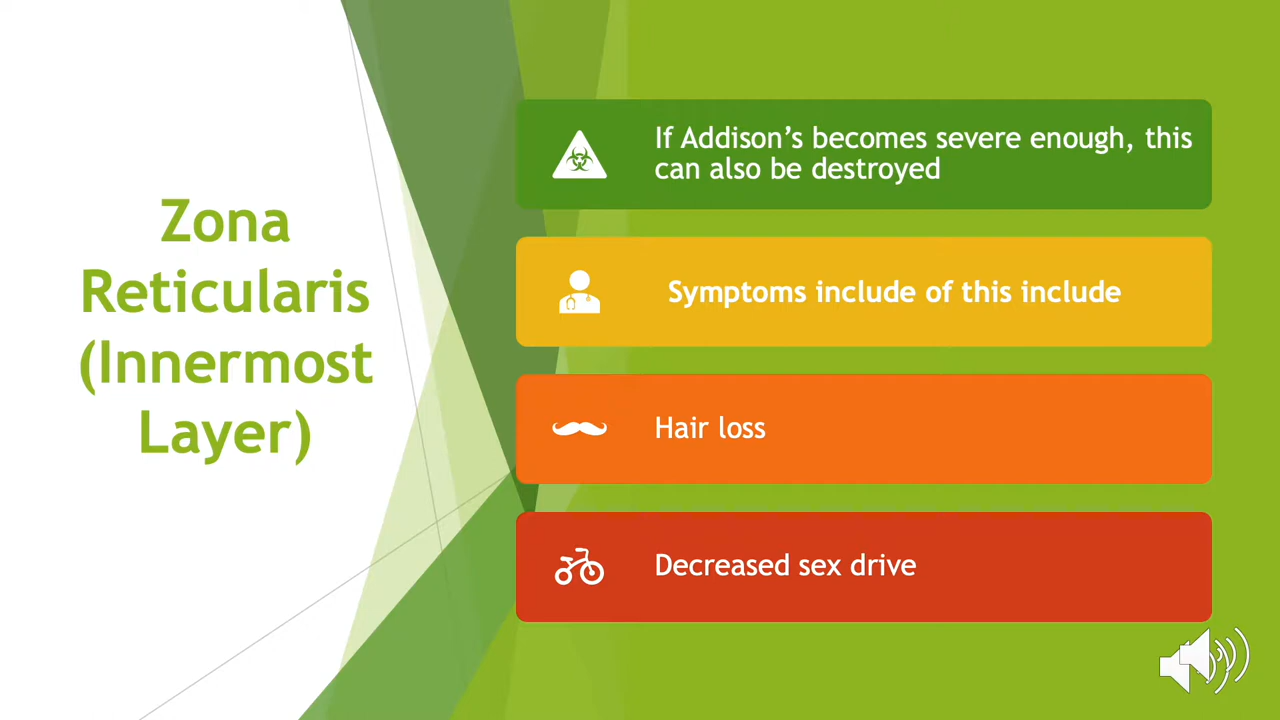 Zona
Reticularis
(Innermost
Layer)
If Addison’s becomes severe enough, this
can also be destroyed
Symptoms include of this include
Hair loss
Decreased sex drive